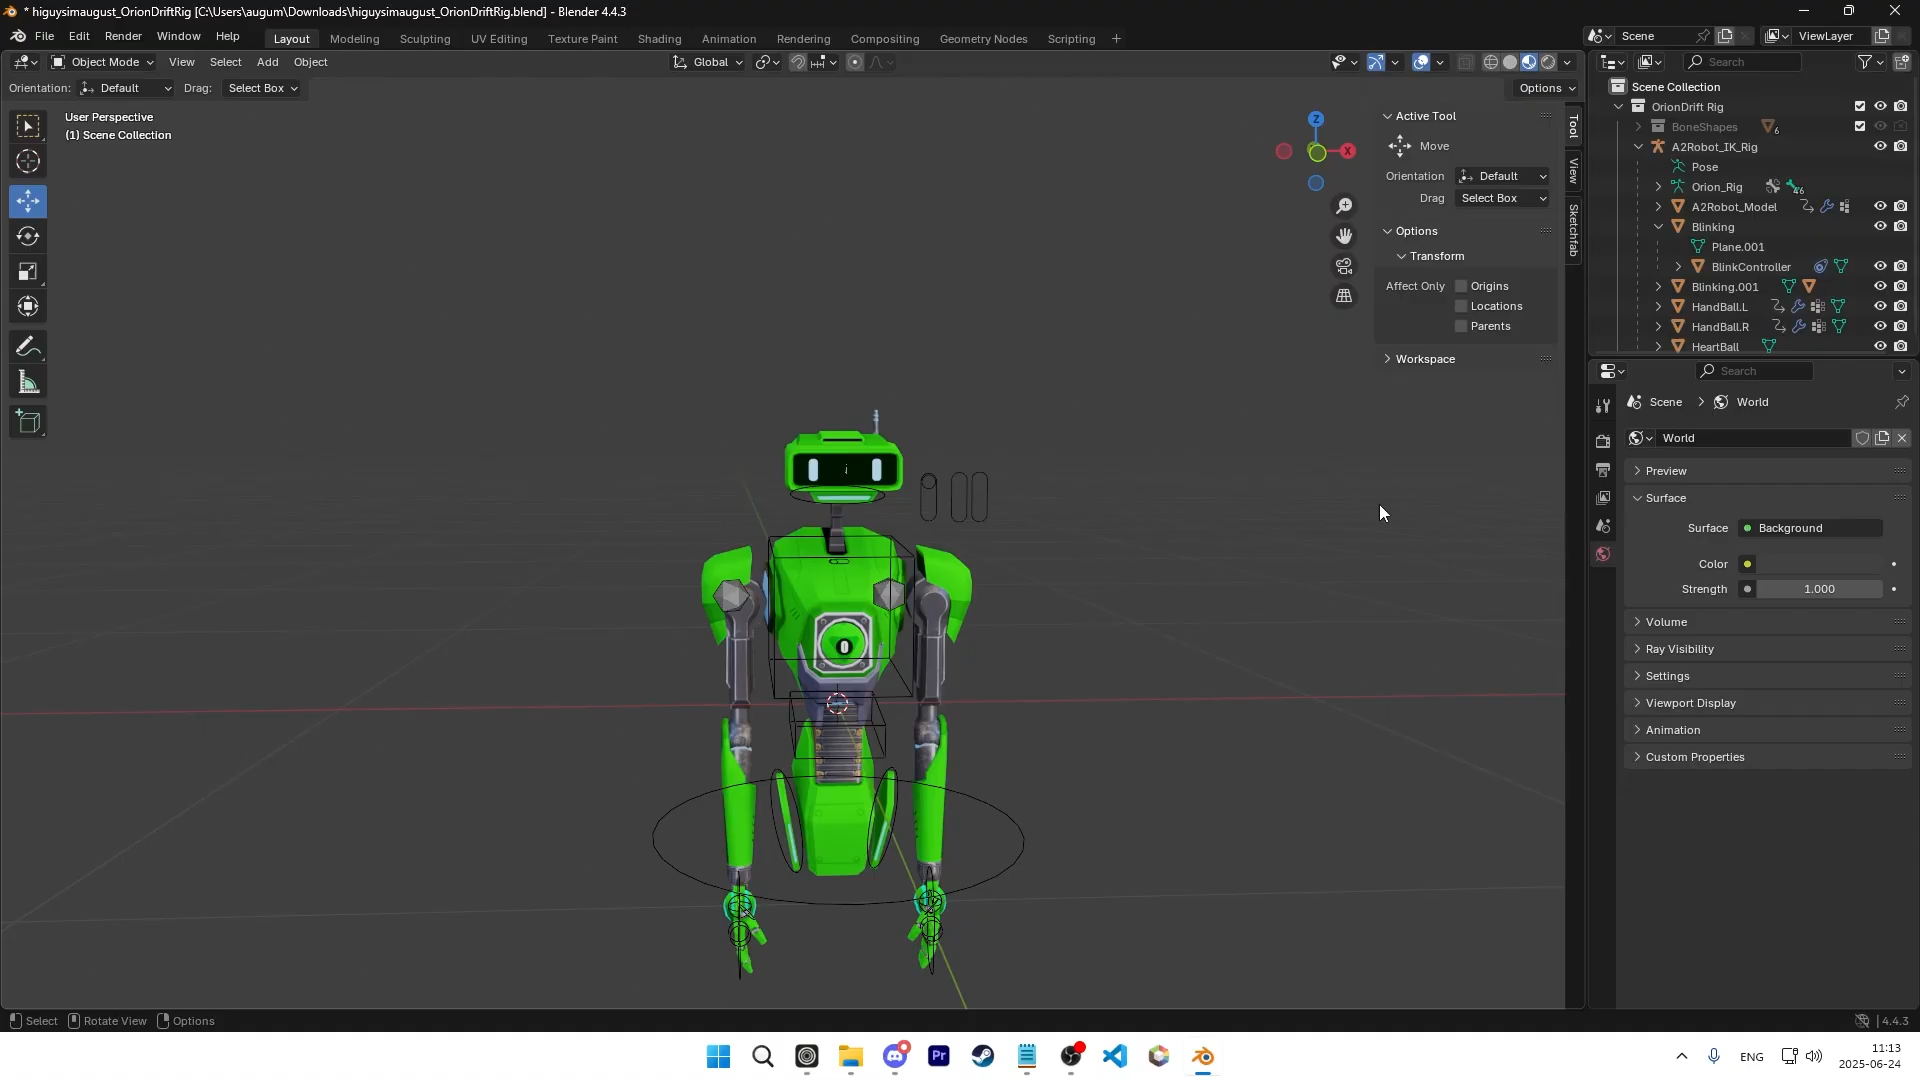 * higuysimaugust_OrionDriftRig [C:\Users\augum\Downloads\higuysimaugust_OrionDriftRig.blend] - Blender 4.4.3
File Edit Render Window Help
Layout Modeling Sculpting UV Editing Texture Paint Shading Animation Rendering Compositing Geometry Nodes Scripting +
Scene ViewLayer
Object Mode View Select Add Object Global
Orientation: Default Drag: Select Box Options
User Perspective
(1) Scene Collection
Z
X
Active Tool
Move
Orientation Default
Drag Select Box
Options
Transform
Affect Only Origins
Locations
Parents
Workspace
Tool
View
Sketchfab
Search
Scene Collection
OrionDrift Rig
BoneShapes 6
A2Robot_IK_Rig
Pose
Orion_Rig 46
A2Robot_Model
Blinking
Plane.001
BlinkController
Blinking.001
HandBall.L
HandBall.R
HeartBall
Search
Scene > World
World
Preview
Surface
Surface Background
Color
Strength 1.000
Volume
Ray Visibility
Settings
Viewport Display
Animation
Custom Properties
0
Select Rotate View Options
4.4.3
Pr
ENG
11:13
2025-06-24